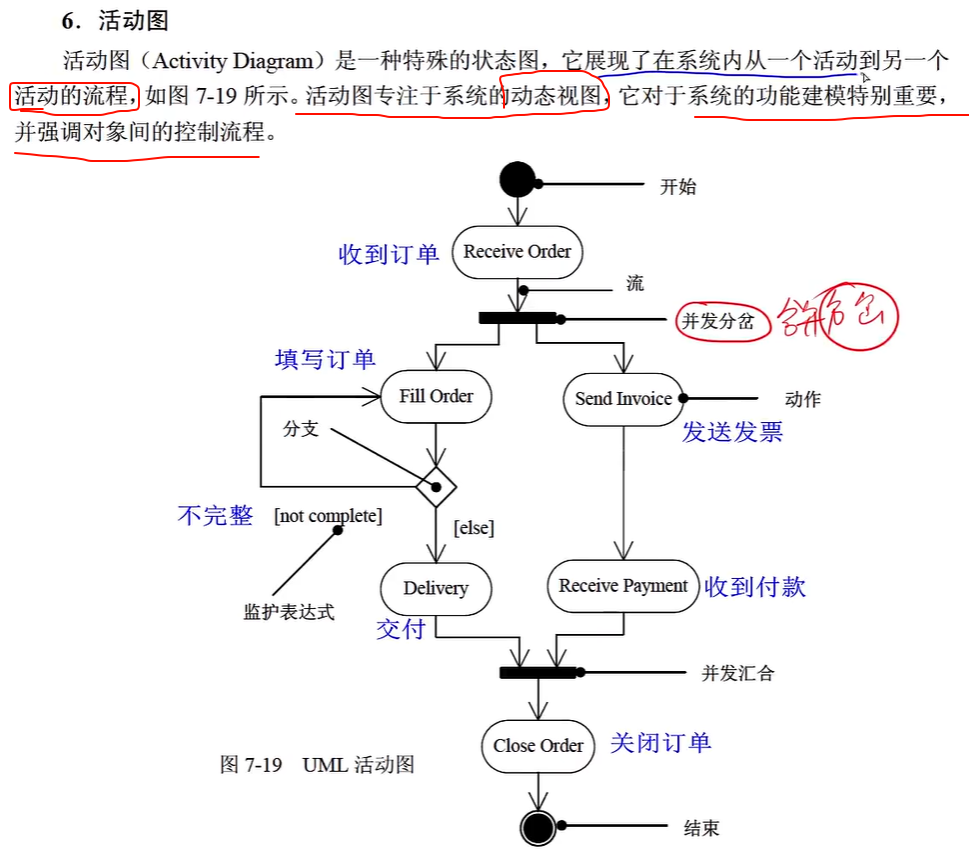 6．活动图
活动图（Activity Diagram）是一种特殊的状态图，它展现了在系统内从一个活动到另一个
活动的流程，如图 7-19 所示。活动图专注于系统的动态视图，它对于系统的功能建模特别重要，
并强调对象间的控制流程。
开始
收到订单
Receive Order
流
并发分岔
填写订单
Fill Order
Send Invoice
动作
分支
发送发票
不完整
[not complete]
[else]
Delivery
Receive Payment
收到付款
监护表达式
交付
并发汇合
Close Order
关闭订单
图 7-19 UML 活动图
结束